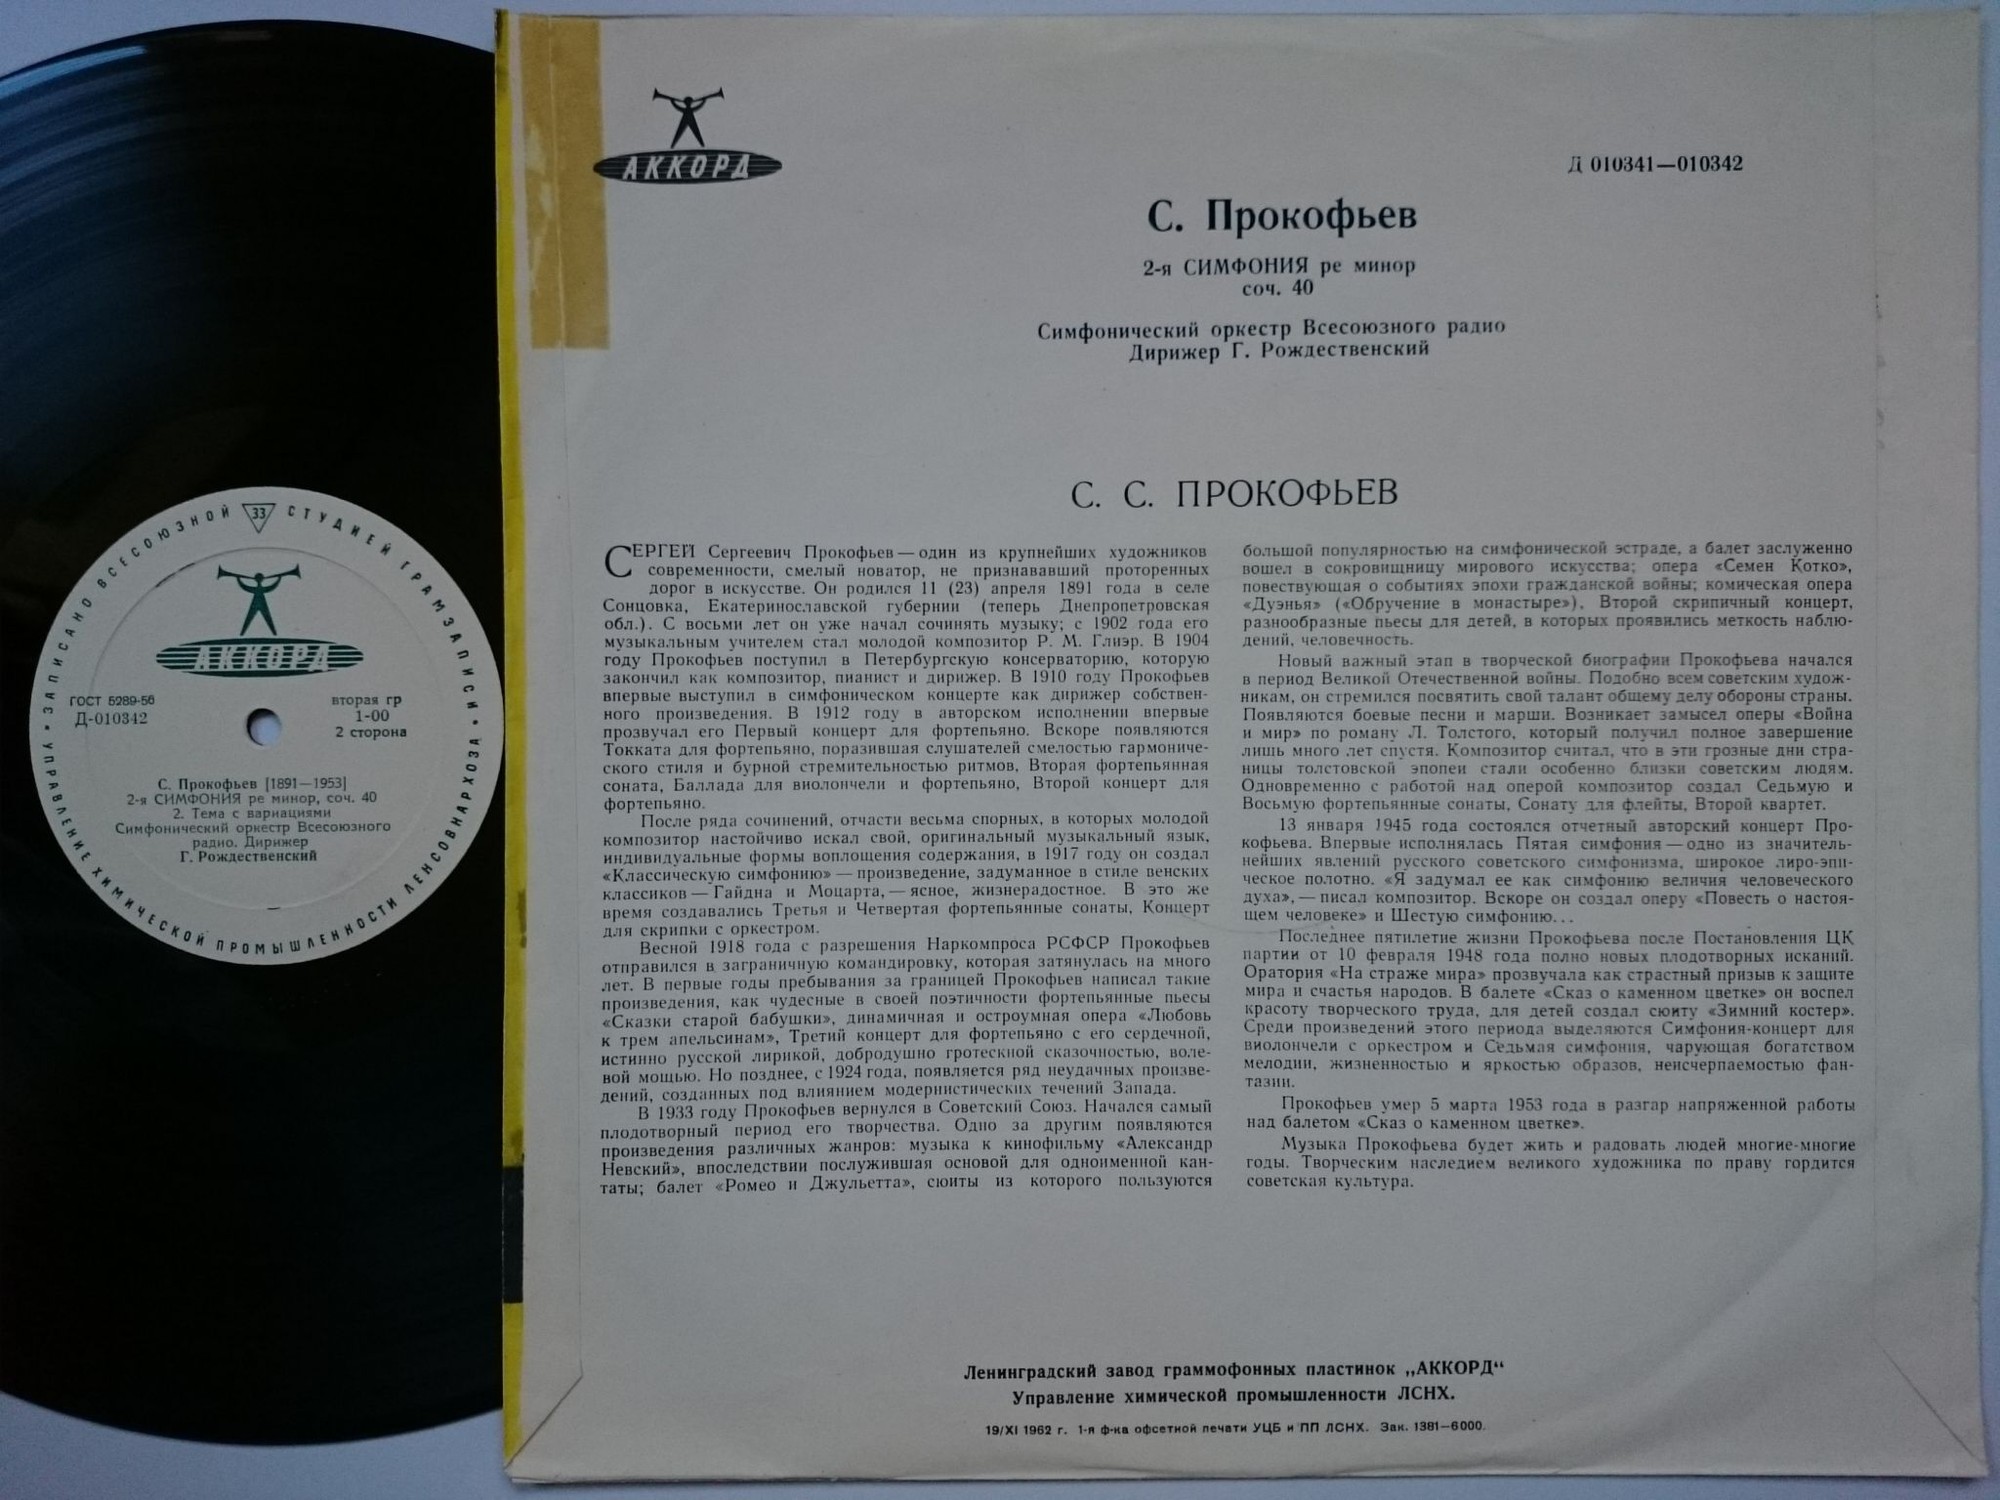 АККОРД
Д 010341—010342
С. Прокофьев
2-я СИМФОНИЯ ре минор
соч. 40
Симфонический оркестр Всесоюзного радио
Дирижер Г. Рождественский
С. С. ПРОКОФЬЕВ
СЕРГЕЙ Сергеевич Прокофьев — один из крупнейших художников
современности, смелый новатор, не признававший проторенных
дорог в искусстве. Он родился 11 (23) апреля 1891 года в селе
Сонцовка, Екатеринославской губернии (теперь Днепропетровская
обл.). С восьми лет он уже начал сочинять музыку; с 1902 года его
музыкальным учителем стал молодой композитор Р. М. Глиэр. В 1904
году Прокофьев поступил в Петербургскую консерваторию, которую
закончил как композитор, пианист и дирижер. В 1910 году Прокофьев
впервые выступил в симфоническом концерте как дирижер собствен-
ного произведения. В 1912 году в авторском исполнении впервые
прозвучал его Первый концерт для фортепьяно. Вскоре появляются
Токката для фортепьяно, поразившая слушателей смелостью гармониче-
ского стиля и бурной стремительностью ритмов, Вторая фортепьянная
соната, Баллада для виолончели и фортепьяно, Второй концерт для
фортепьяно.
После ряда сочинений, отчасти весьма спорных, в которых молодой
композитор настойчиво искал свой, оригинальный музыкальный язык,
индивидуальные формы воплощения содержания, в 1917 году он создал
«Классическую симфонию» — произведение, задуманное в стиле венских
классиков — Гайдна и Моцарта, — ясное, жизнерадостное. В это же
время создавались Третья и Четвертая фортепьянные сонаты, Концерт
для скрипки с оркестром.
Весной 1918 года с разрешения Наркомпроса РСФСР Прокофьев
отправился в заграничную командировку, которая затянулась на много
лет. В первые годы пребывания за границей Прокофьев написал такие
произведения, как чудесные в своей поэтичности фортепьянные пьесы
«Сказки старой бабушки», динамичная и остроумная опера «Любовь
к трем апельсинам», Третий концерт для фортепьяно с его сердечной,
истинно русской лирикой, добродушно гротескной сказочностью, воле-
вой мощью. Но позднее, с 1924 года, появляется ряд неудачных произве-
дений, созданных под влиянием модернистических течений Запада.
В 1933 году Прокофьев вернулся в Советский Союз. Начался самый
плодотворный период его творчества. Одно за другим появляются
произведения различных жанров: музыка к кинофильму «Александр
Невский», впоследствии послужившая основой для одноименной кан-
таты; балет «Ромео и Джульетта», сюиты из которого пользуются
большой популярностью на симфонической эстраде, а балет заслуженно
вошел в сокровищницу мирового искусства; опера «Семен Котко»,
повествующая о событиях эпохи гражданской войны; комическая опера
«Дуэнья» («Обручение в монастыре»), Второй скрипичный концерт,
разнообразные пьесы для детей, в которых проявились меткость наблю-
дений, человечность.
Новый важный этап в творческой биографии Прокофьева начался
в период Великой Отечественной войны. Подобно всем советским худож-
никам, он стремился посвятить свой талант общему делу обороны страны.
Появляются боевые песни и марши. Возникает замысел оперы «Война
и мир» по роману Л. Толстого, который получил полное завершение
лишь много лет спустя. Композитор считал, что в эти грозные дни стра-
ницы толстовской эпопеи стали особенно близки советским людям.
Одновременно с работой над оперой композитор создал Седьмую и
Восьмую фортепьянные сонаты, Сонату для флейты, Второй квартет.
13 января 1945 года состоялся отчетный авторский концерт Про-
кофьева. Впервые исполнялась Пятая симфония — одно из значитель-
нейших явлений русского советского симфонизма, широкое лиро-эпи-
ческое полотно. «Я задумал ее как симфонию величия человеческого
духа», — писал композитор. Вскоре он создал оперу «Повесть о настоя-
щем человеке» и Шестую симфонию...
Последнее пятилетие жизни Прокофьева после Постановления ЦК
партии от 10 февраля 1948 года полно новых плодотворных исканий.
Оратория «На страже мира» прозвучала как страстный призыв к защите
мира и счастья народов. В балете «Сказ о каменном цветке» он воспел
красоту творческого труда, для детей создал сюиту «Зимний костер».
Среди произведений этого периода выделяются Симфония-концерт для
виолончели с оркестром и Седьмая симфония, чарующая богатством
мелодии, жизненностью и яркостью образов, неисчерпаемостью фан-
тазии.
Прокофьев умер 5 марта 1953 года в разгар напряженной работы
над балетом «Сказ о каменном цветке».
Музыка Прокофьева будет жить и радовать людей многие-многие
годы. Творческим наследием великого художника по праву гордится
советская культура.
Ленинградский завод граммофонных пластинок „АККОРД“
Управление химической промышленности ЛСНХ.
19/XI 1962 г. 1-я ф-ка офсетной печати УЦБ и ПП ЛСНХ. Зак. 1381—6000.
ЗАПИСАНО ВСЕСОЮЗНОЙ 33 СТУДИЕЙ ГРАМЗАПИСИ
УПРАВЛЕНИЕ ХИМИЧЕСКОЙ ПРОМЫШЛЕННОСТИ ЛЕНСОВНАРХОЗА
АККОРД
ГОСТ 5289-56
Д-010342
вторая гр
1-00
2 сторона
С. Прокофьев [1891—1953]
2-я СИМФОНИЯ ре минор, соч. 40
2. Тема с вариациями
Симфонический оркестр Всесоюзного
радио. Дирижер
Г. Рождественский